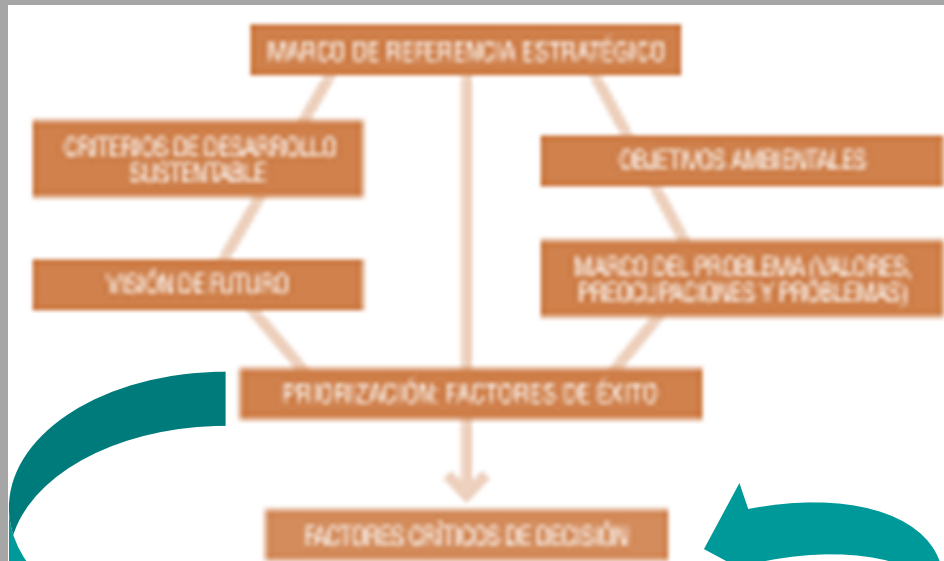 MARCO DE REFERENCIA ESTRATÉGICO
CRITERIOS DE DESARROLLO
SUSTENTABLE
OBJETIVOS AMBIENTALES
VISIÓN DE FUTURO
MARCO DEL PROBLEMA (VALORES,
PREOCUPACIONES Y PROBLEMAS)
PRIORIZACIÓN: FACTORES DE ÉXITO
FACTORES CRÍTICOS DE DECISIÓN